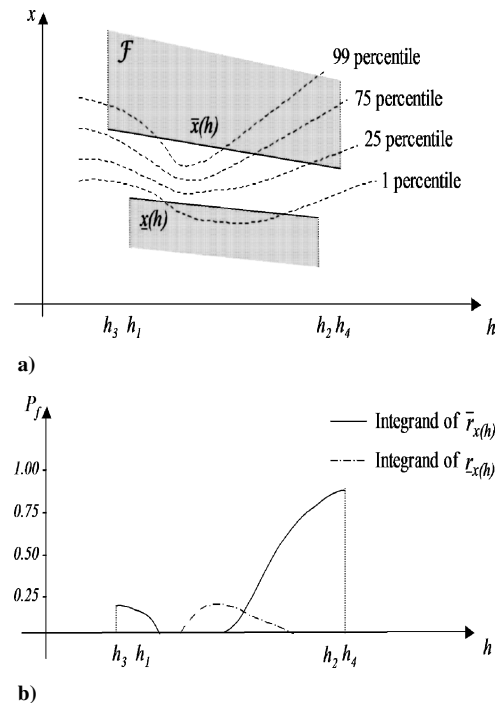 x
𝓕
99 percentile
x̄(h)
75 percentile
25 percentile
1 percentile
x̲(h)
h₃ h₁
h₂ h₄
h
a)
P_f
Integrand of r̄_x(h)
Integrand of r̲_x(h)
1.00
0.75
0.50
0.25
h₃ h₁
h₂ h₄
h
b)